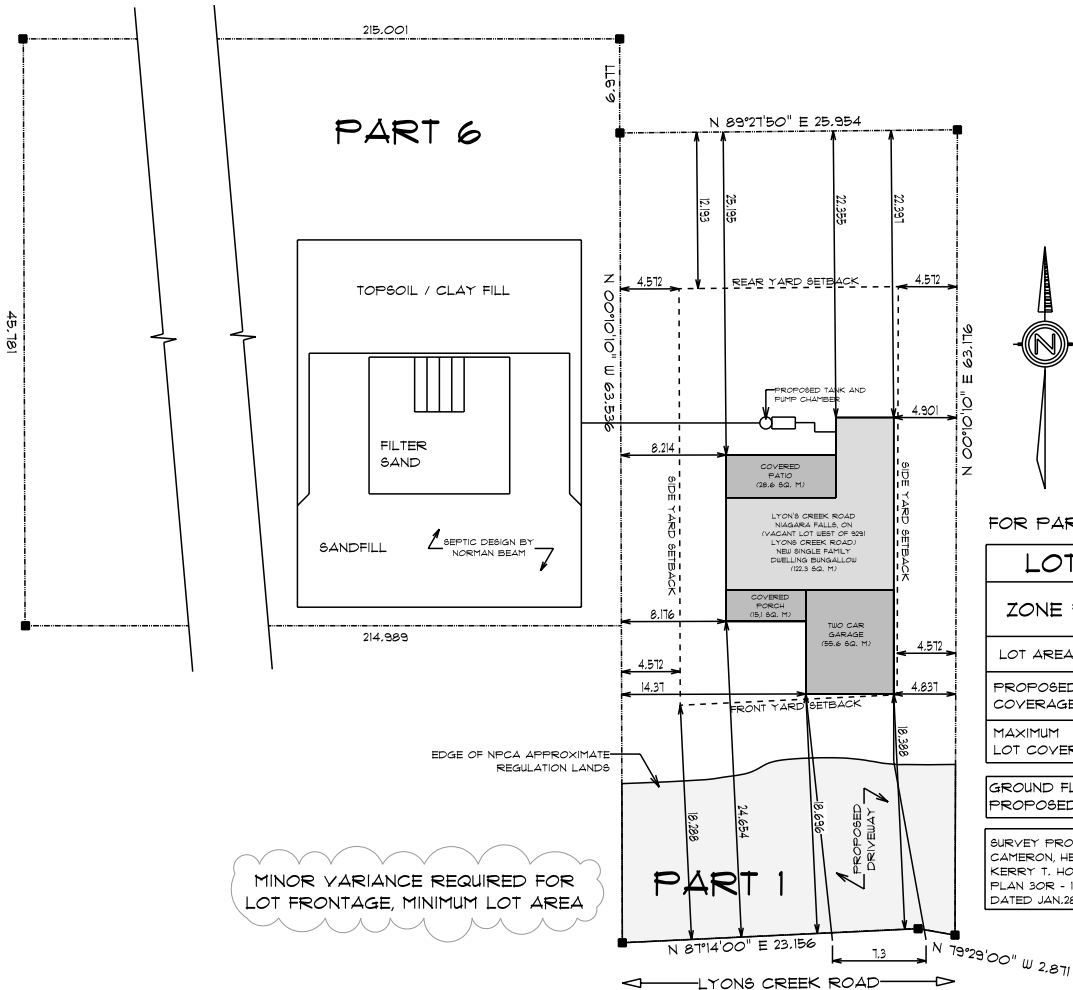 215.001
9.977
PART 6
N 89°27'50" E 25.954
12.193
25.195
22.355
22.397
TOPSOIL / CLAY FILL
4.572
REAR YARD SETBACK
4.572
45.781
N 00°10'10" W 63.536
N 00°10'10" E 63.176
N
PROPOSED TANK AND
PUMP CHAMBER
4.901
FILTER
SAND
8.214
COVERED
PATIO
(28.6 SQ. M.)
SIDE YARD SETBACK
SIDE YARD SETBACK
LYON'S CREEK ROAD
NIAGARA FALLS, ON
(VACANT LOT WEST OF 9291
LYONS CREEK ROAD)
NEW SINGLE FAMILY
DWELLING BUNGALLOW
(122.3 SQ. M.)
SANDFILL
SEPTIC DESIGN BY
NORMAN BEAM
COVERED
PORCH
(15.1 SQ. M.)
8.176
TWO CAR
GARAGE
(55.6 SQ. M.)
214.989
4.572
4.572
14.37
4.837
FRONT YARD SETBACK
18.388
EDGE OF NPCA APPROXIMATE
REGULATION LANDS
18.288
24.654
18.696
PROPOSED
DRIVEWAY
PART 1
MINOR VARIANCE REQUIRED FOR
LOT FRONTAGE, MINIMUM LOT AREA
N 87°14'00" E 23.156
N 79°29'00" W 2.871
7.3
LYONS CREEK ROAD
FOR PAR
LOT
ZONE
LOT AREA
PROPOSED
COVERAGE
MAXIMUM
LOT COVER
GROUND FL
PROPOSED
SURVEY PRO
CAMERON, HE
KERRY T. HO
PLAN 30R - 1
DATED JAN.28